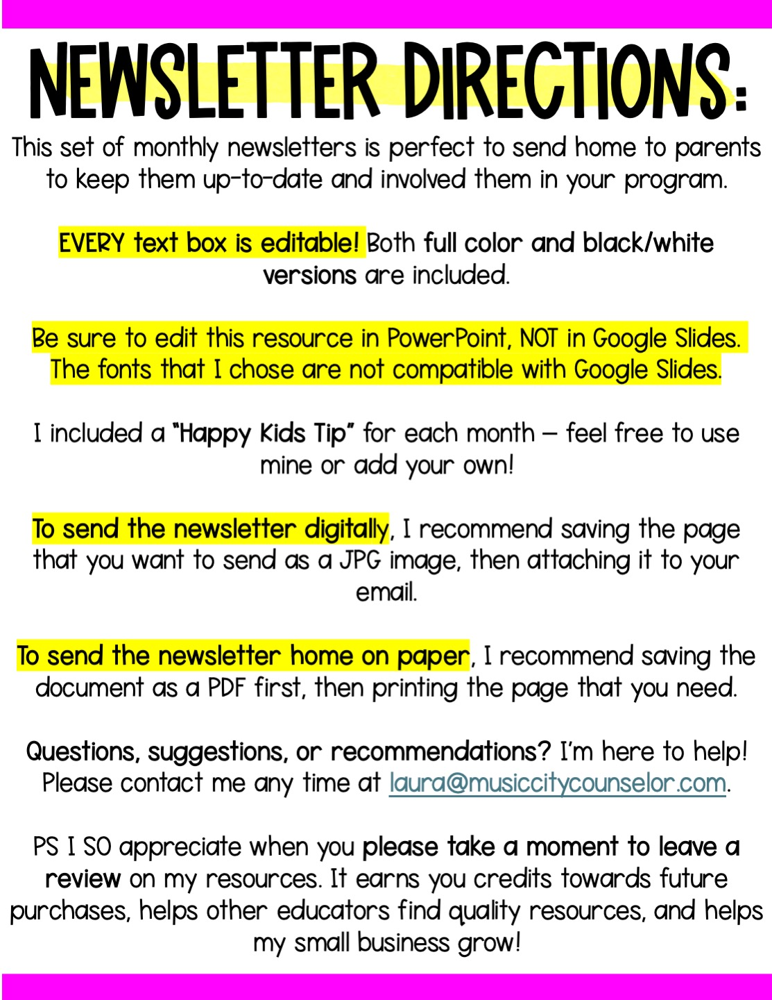 NEWSLETTER DIRECTIONS:
This set of monthly newsletters is perfect to send home to parents
to keep them up-to-date and involved them in your program.
EVERY text box is editable! Both full color and black/white
versions are included.
Be sure to edit this resource in PowerPoint, NOT in Google Slides.
The fonts that I chose are not compatible with Google Slides.
I included a "Happy Kids Tip" for each month – feel free to use
mine or add your own!
To send the newsletter digitally, I recommend saving the page
that you want to send as a JPG image, then attaching it to your
email.
To send the newsletter home on paper, I recommend saving the
document as a PDF first, then printing the page that you need.
Questions, suggestions, or recommendations? I'm here to help!
Please contact me any time at laura@musiccitycounselor.com.
PS I SO appreciate when you please take a moment to leave a
review on my resources. It earns you credits towards future
purchases, helps other educators find quality resources, and helps
my small business grow!